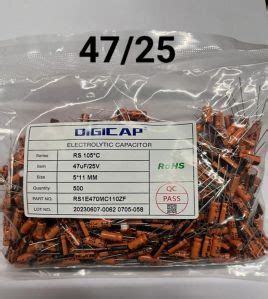 47/25
DiGiCAP
ELECTROLYTIC CAPACITOR
Series RS 105°C
Item 47uF/25V
Size 5*11 MM
Quantity 500
PART NO. RS1E470MC110ZF
LOT NO. 20230607-0062 0705-058
RoHS
QC
PASS